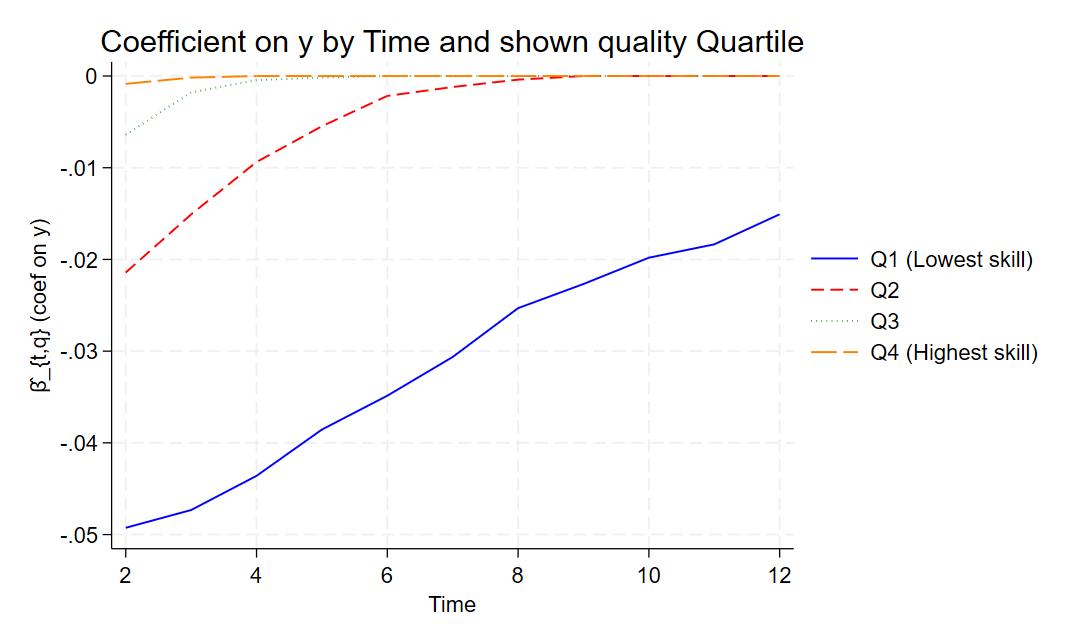 Coefficient on y by Time and shown quality Quartile
0
-.01
-.02
-.03
-.04
-.05
β̂_{t,q} (coef on y)
2 4 6 8 10 12
Time
Q1 (Lowest skill)
Q2
Q3
Q4 (Highest skill)